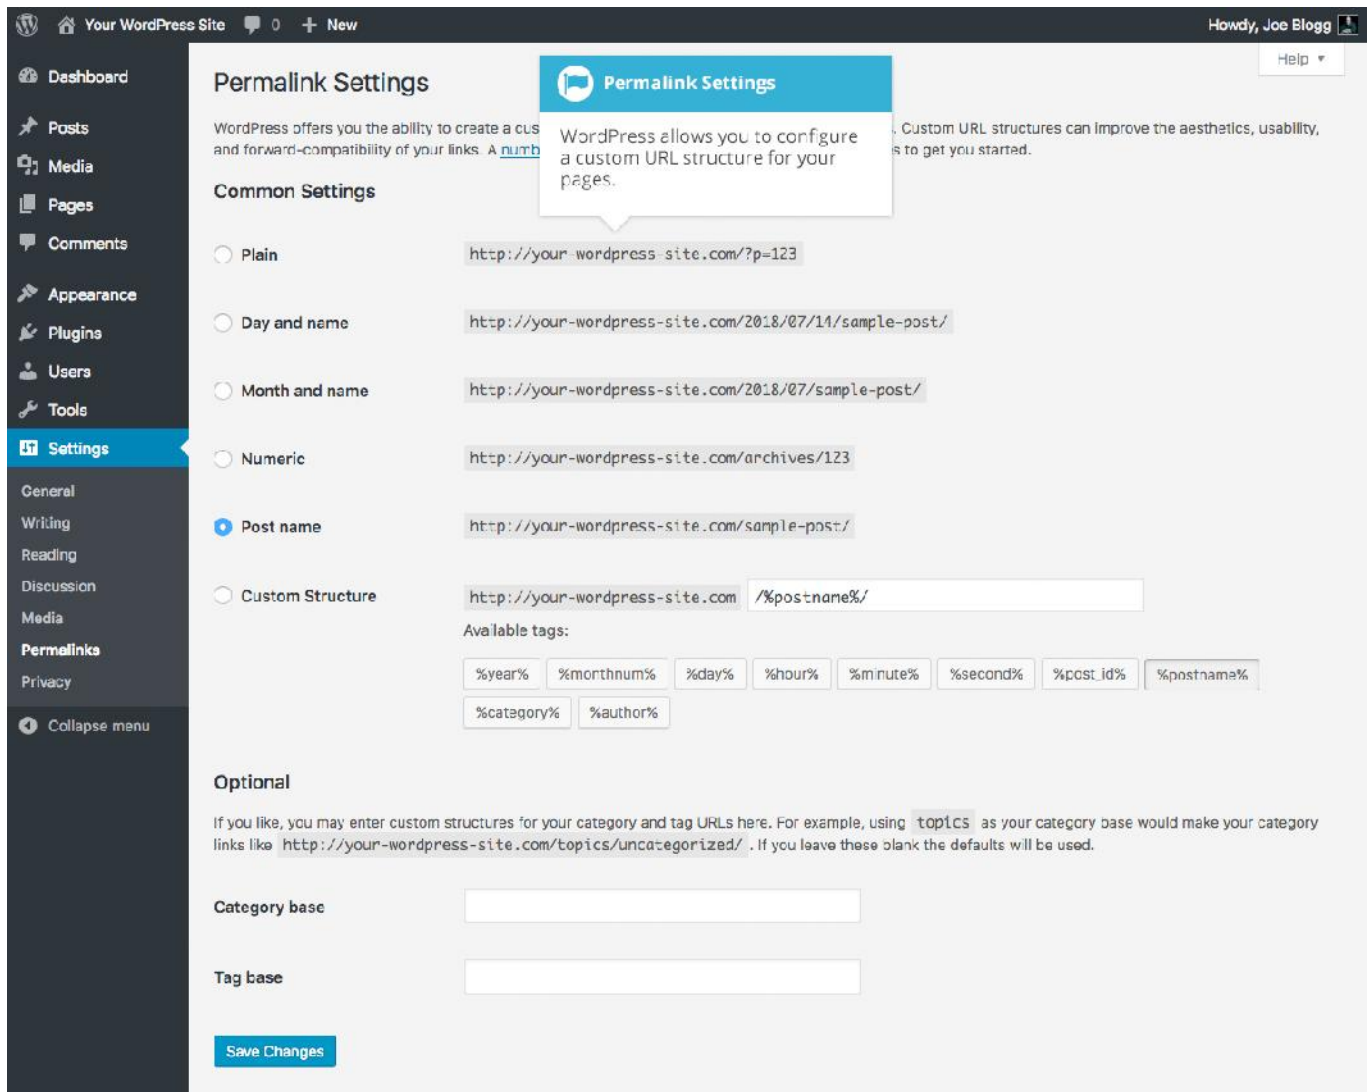 Your WordPress Site 0 + New Howdy, Joe Blogg
Help
Dashboard
Posts
Media
Pages
Comments
Appearance
Plugins
Users
Tools
Settings
General
Writing
Reading
Discussion
Media
Permalinks
Privacy
Collapse menu
Permalink Settings
Permalink Settings
WordPress allows you to configure
a custom URL structure for your
pages.
WordPress offers you the ability to create a cus . Custom URL structures can improve the aesthetics, usability,
and forward-compatibility of your links. A numb s to get you started.
Common Settings
Plain http://your-wordpress-site.com/?p=123
Day and name http://your-wordpress-site.com/2018/07/14/sample-post/
Month and name http://your-wordpress-site.com/2018/07/sample-post/
Numeric http://your-wordpress-site.com/archives/123
Post name http://your-wordpress-site.com/sample-post/
Custom Structure http://your-wordpress-site.com /%postname%/
Available tags:
%year% %monthnum% %day% %hour% %minute% %second% %post_id% %postname%
%category% %author%
Optional
If you like, you may enter custom structures for your category and tag URLs here. For example, using topics as your category base would make your category
links like http://your-wordpress-site.com/topics/uncategorized/ . If you leave these blank the defaults will be used.
Category base
Tag base
Save Changes